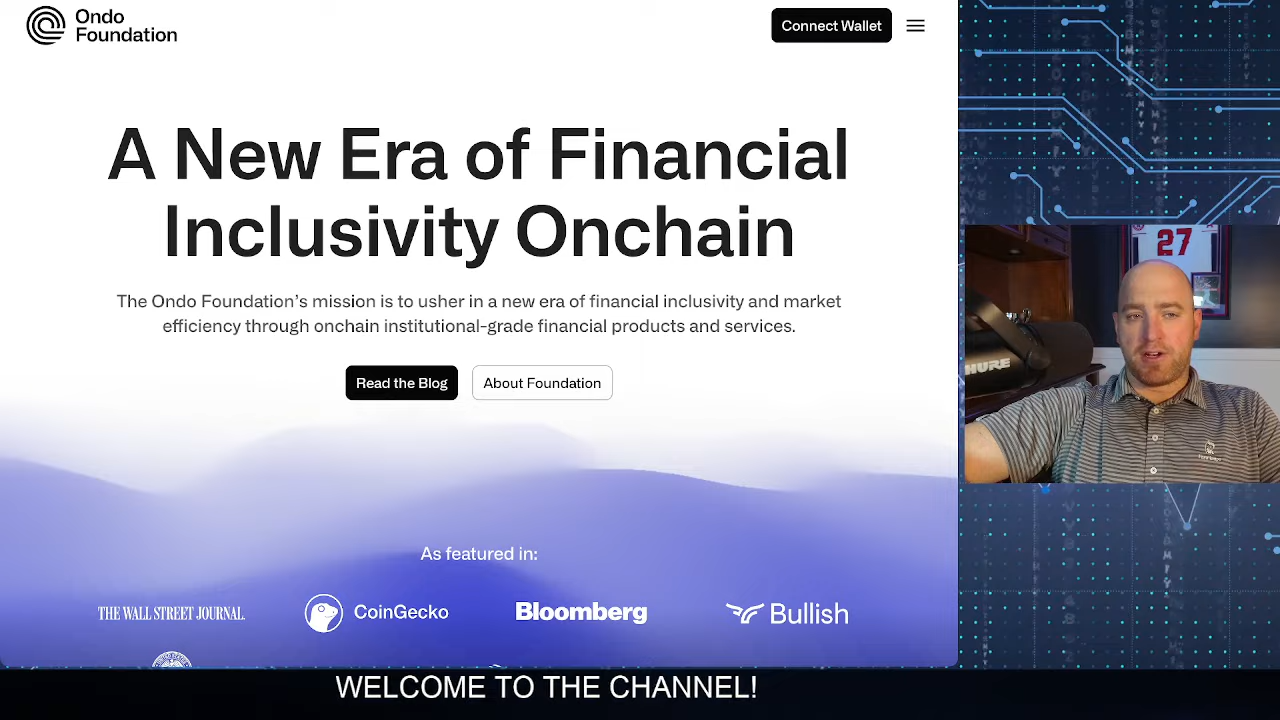 Ondo
Foundation
Connect Wallet
A New Era of Financial
Inclusivity Onchain
The Ondo Foundation's mission is to usher in a new era of financial inclusivity and market
efficiency through onchain institutional-grade financial products and services.
Read the Blog
About Foundation
As featured in:
THE WALL STREET JOURNAL.
CoinGecko
Bloomberg
Bullish
27
HURE
WELCOME TO THE CHANNEL!